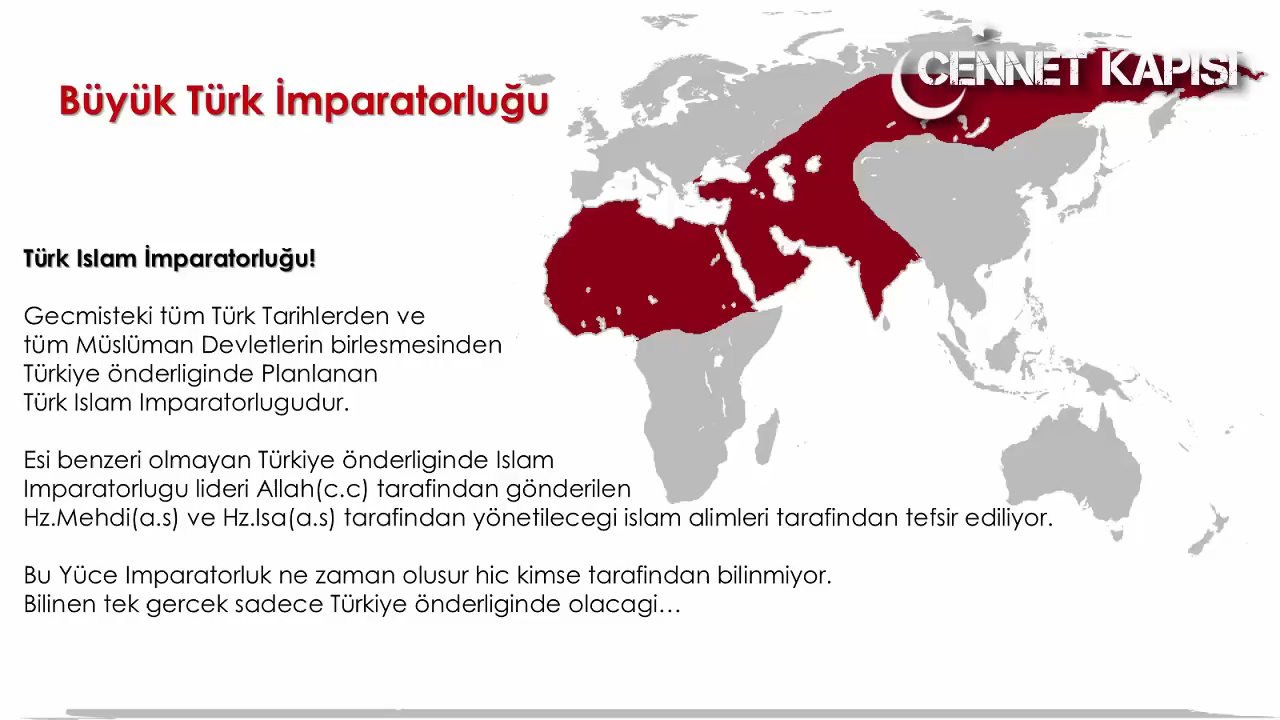 CENNET KAPISI
Büyük Türk İmparatorluğu
Türk Islam İmparatorluğu!
Gecmisteki tüm Türk Tarihlerden ve
tüm Müslüman Devletlerin birlesmesinden
Türkiye önderliginde Planlanan
Türk Islam Imparatorlugudur.
Esi benzeri olmayan Türkiye önderliginde Islam
Imparatorlugu lideri Allah(c.c) tarafindan gönderilen
Hz.Mehdi(a.s) ve Hz.Isa(a.s) tarafindan yönetilecegi islam alimleri tarafindan tefsir ediliyor.
Bu Yüce Imparatorluk ne zaman olusur hic kimse tarafindan bilinmiyor.
Bilinen tek gercek sadece Türkiye önderliginde olacagi…